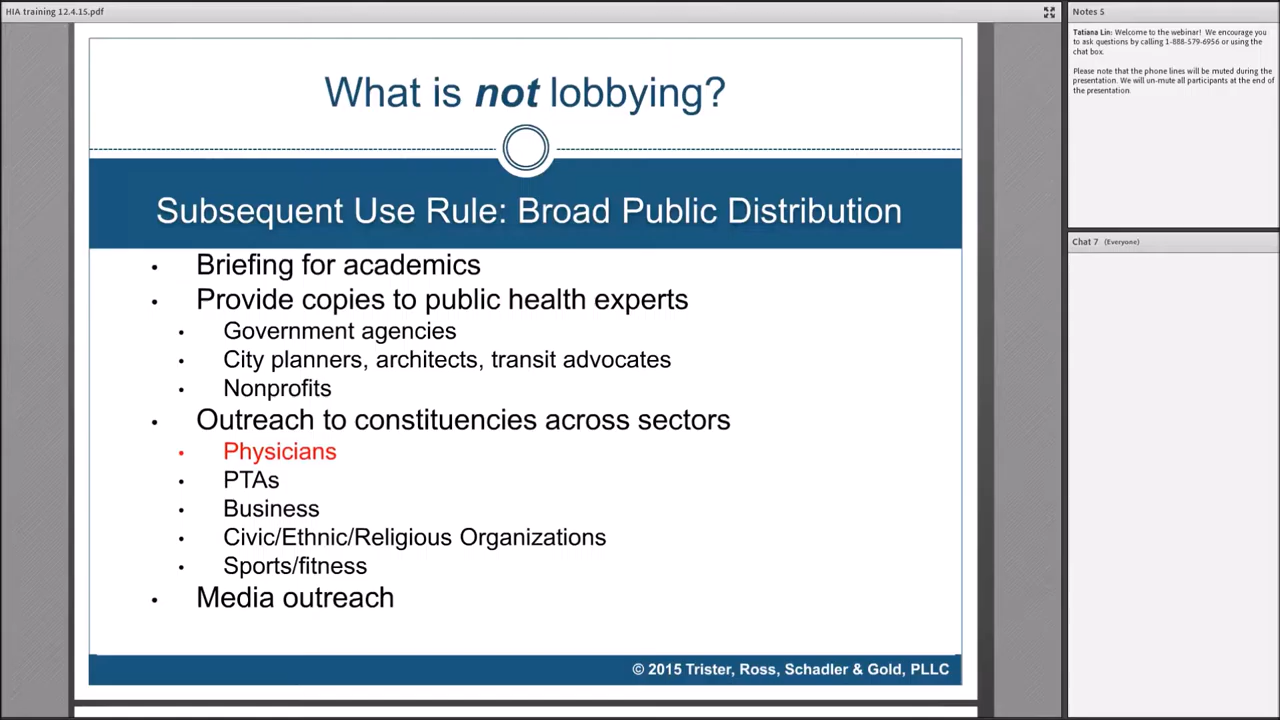 HIA training 12.4.15.pdf
What is not lobbying?
Subsequent Use Rule: Broad Public Distribution
• Briefing for academics
• Provide copies to public health experts
• Government agencies
• City planners, architects, transit advocates
• Nonprofits
• Outreach to constituencies across sectors
• Physicians
• PTAs
• Business
• Civic/Ethnic/Religious Organizations
• Sports/fitness
• Media outreach
© 2015 Trister, Ross, Schadler & Gold, PLLC
Notes 5
Tatiana Lin: Welcome to the webinar! We encourage you
to ask questions by calling 1-888-579-6956 or using the
chat box.
Please note that the phone lines will be muted during the
presentation. We will un-mute all participants at the end of
the presentation.
Chat 7 (Everyone)